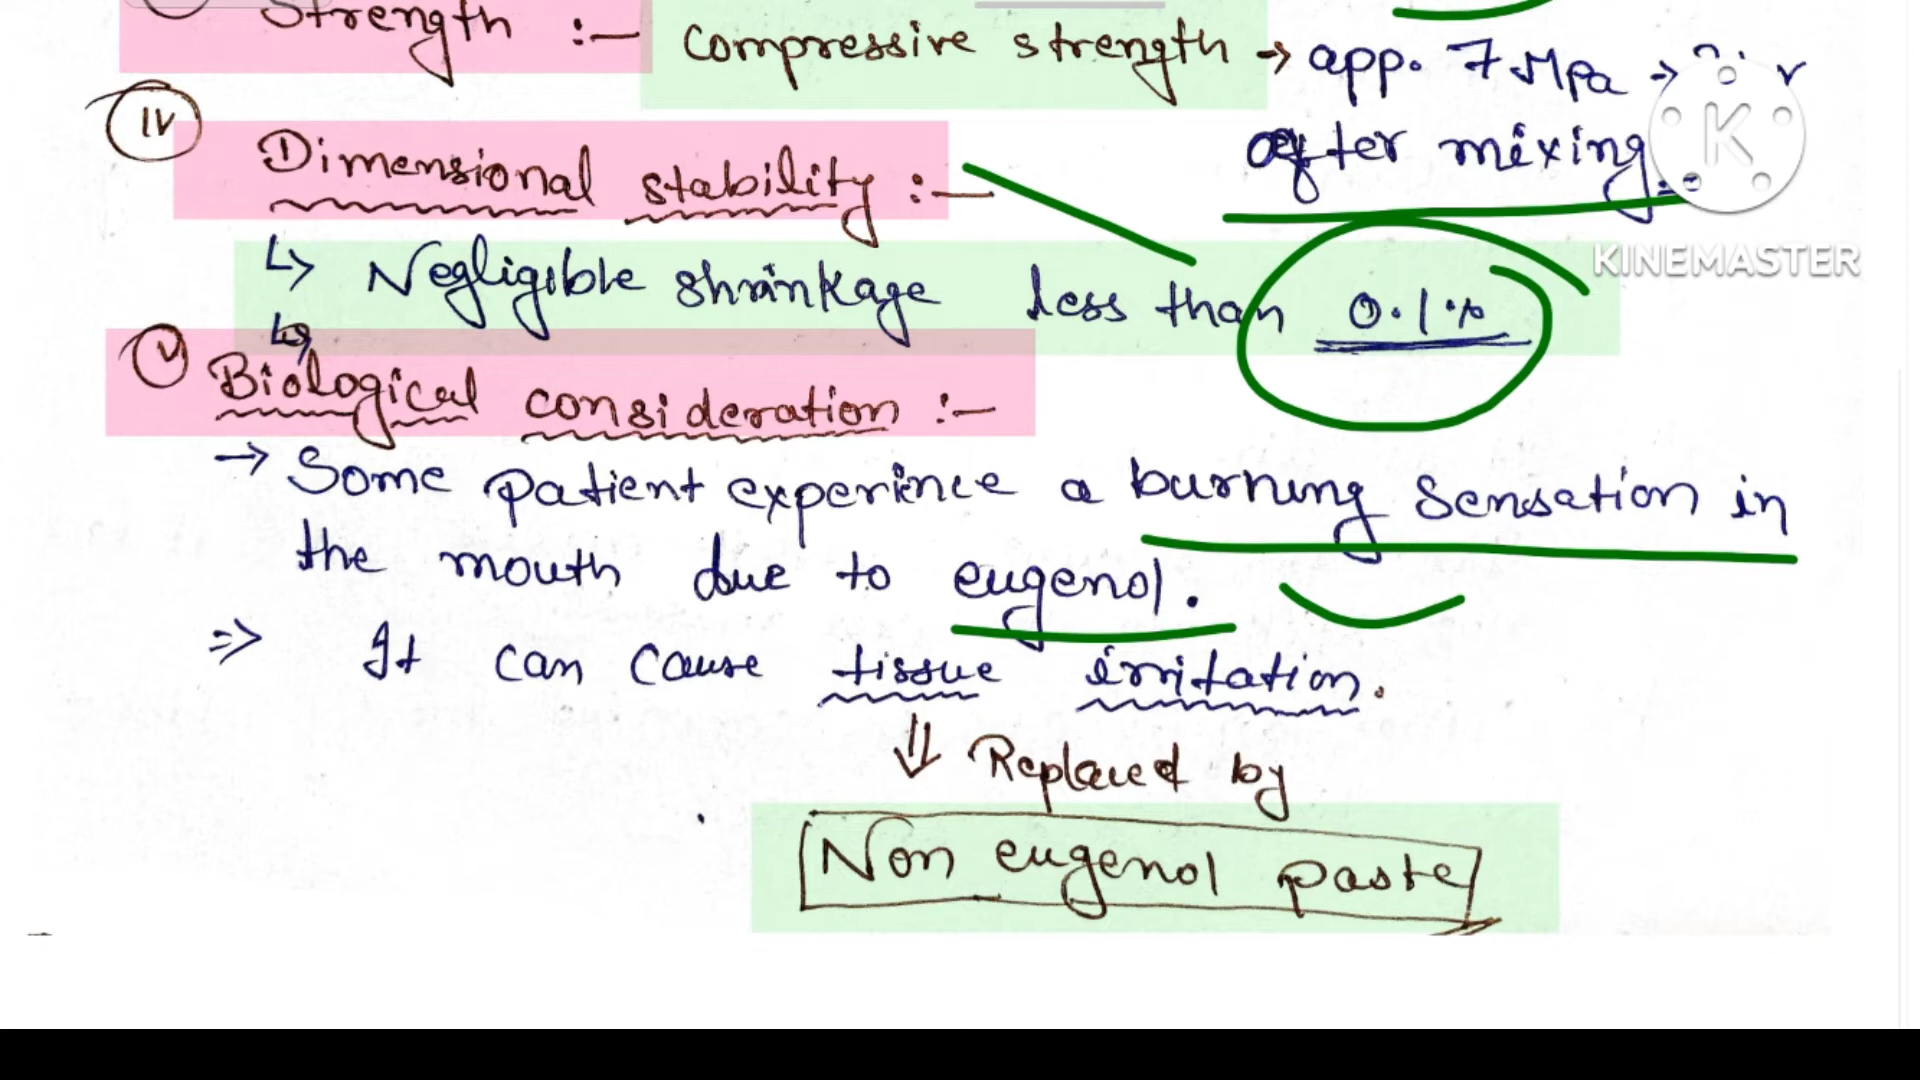 Strength :- Compressive strength → app. 7 Mpa →
after mixing.
(iv) Dimensional stability :-
↳ Negligible shrinkage less than 0.1%
(v) Biological consideration :-
→ Some patient experience a burning sensation in
the mouth due to eugenol.
⇒ It can cause tissue irritation.
⇓ Replaced by
Non eugenol paste
KINEMASTER